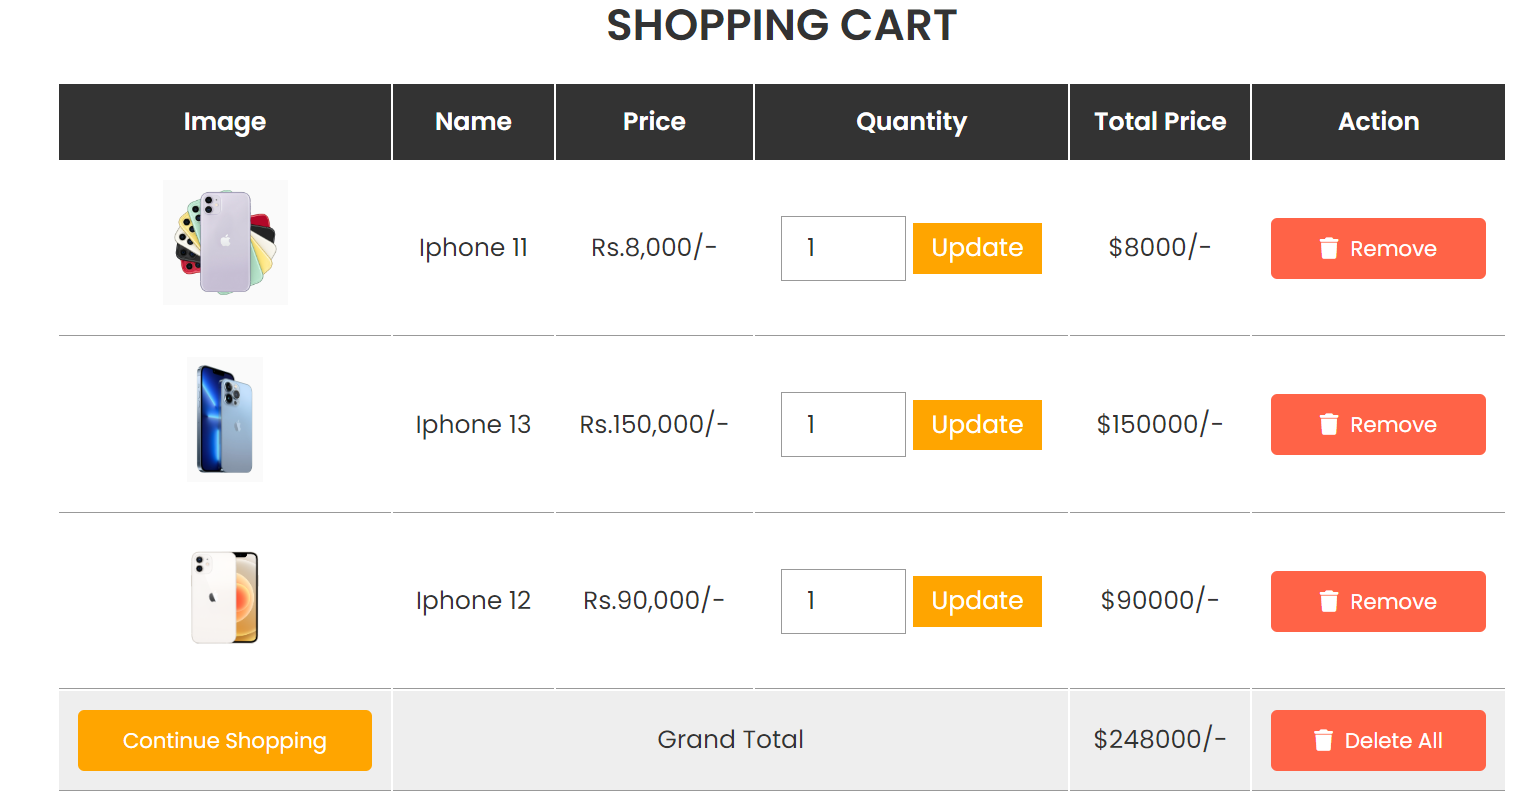 SHOPPING CART
Image Name Price Quantity Total Price Action
Iphone 11 Rs.8,000/- 1 Update $8000/- Remove
Iphone 13 Rs.150,000/- 1 Update $150000/- Remove
Iphone 12 Rs.90,000/- 1 Update $90000/- Remove
Continue Shopping Grand Total $248000/- Delete All